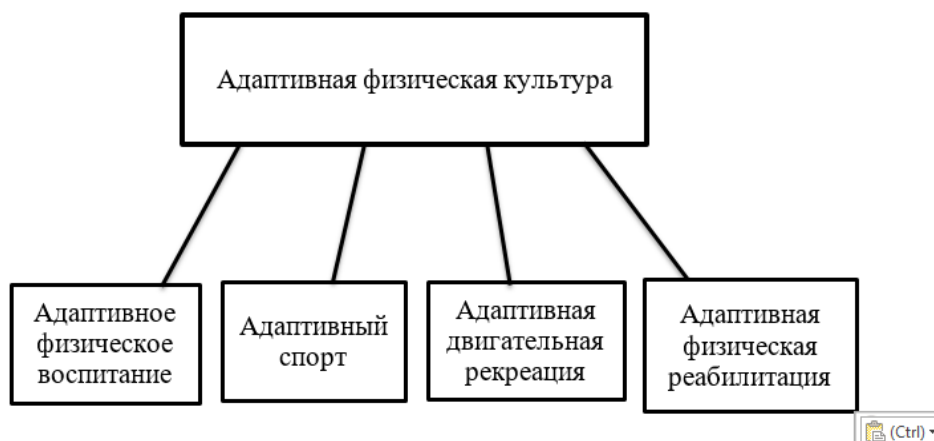 Адаптивная физическая культура
Адаптивное
физическое
воспитание
Адаптивный
спорт
Адаптивная
двигательная
рекреация
Адаптивная
физическая
реабилитация
(Ctrl)